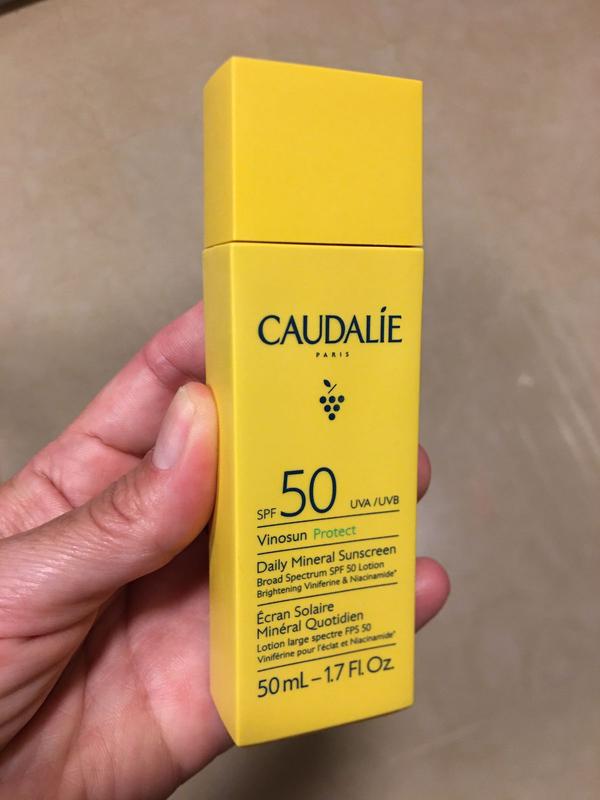 CAUDALÍE
PARIS
SPF 50 UVA / UVB
Vinosun Protect
Daily Mineral Sunscreen
Broad Spectrum SPF 50 Lotion
Brightening Viniferine & Niacinamide*
Écran Solaire
Minéral Quotidien
Lotion large spectre FPS 50
Viniférine pour l'éclat et Niacinamide*
50 mL – 1.7 Fl. Oz.